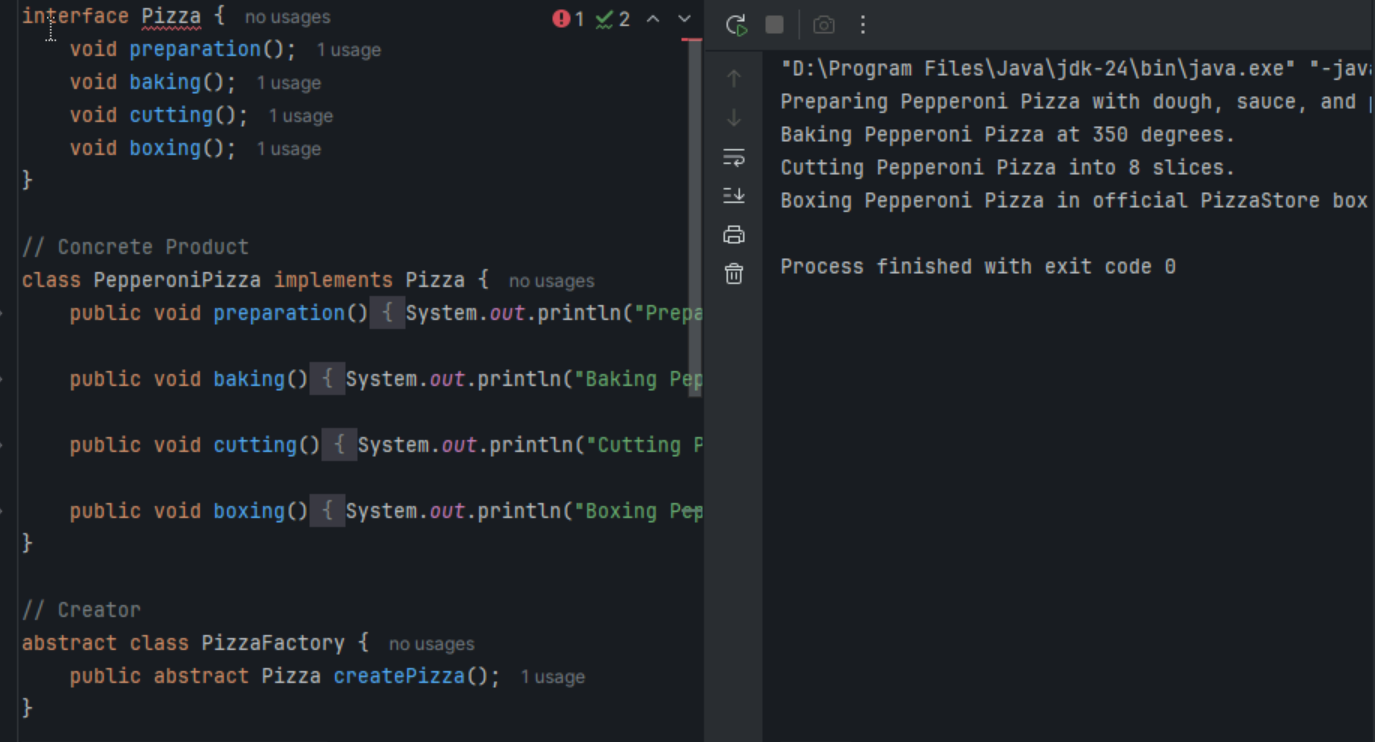 interface Pizza {  no usages
void preparation();  1 usage
void baking();  1 usage
void cutting();  1 usage
void boxing();  1 usage
}
// Concrete Product
class PepperoniPizza implements Pizza {  no usages
public void preparation() { System.out.println("Prepa
public void baking() { System.out.println("Baking Pep
public void cutting() { System.out.println("Cutting P
public void boxing() { System.out.println("Boxing Pep
}
// Creator
abstract class PizzaFactory {  no usages
public abstract Pizza createPizza();  1 usage
}
1 2
"D:\Program Files\Java\jdk-24\bin\java.exe" "-jav
Preparing Pepperoni Pizza with dough, sauce, and
Baking Pepperoni Pizza at 350 degrees.
Cutting Pepperoni Pizza into 8 slices.
Boxing Pepperoni Pizza in official PizzaStore box
Process finished with exit code 0